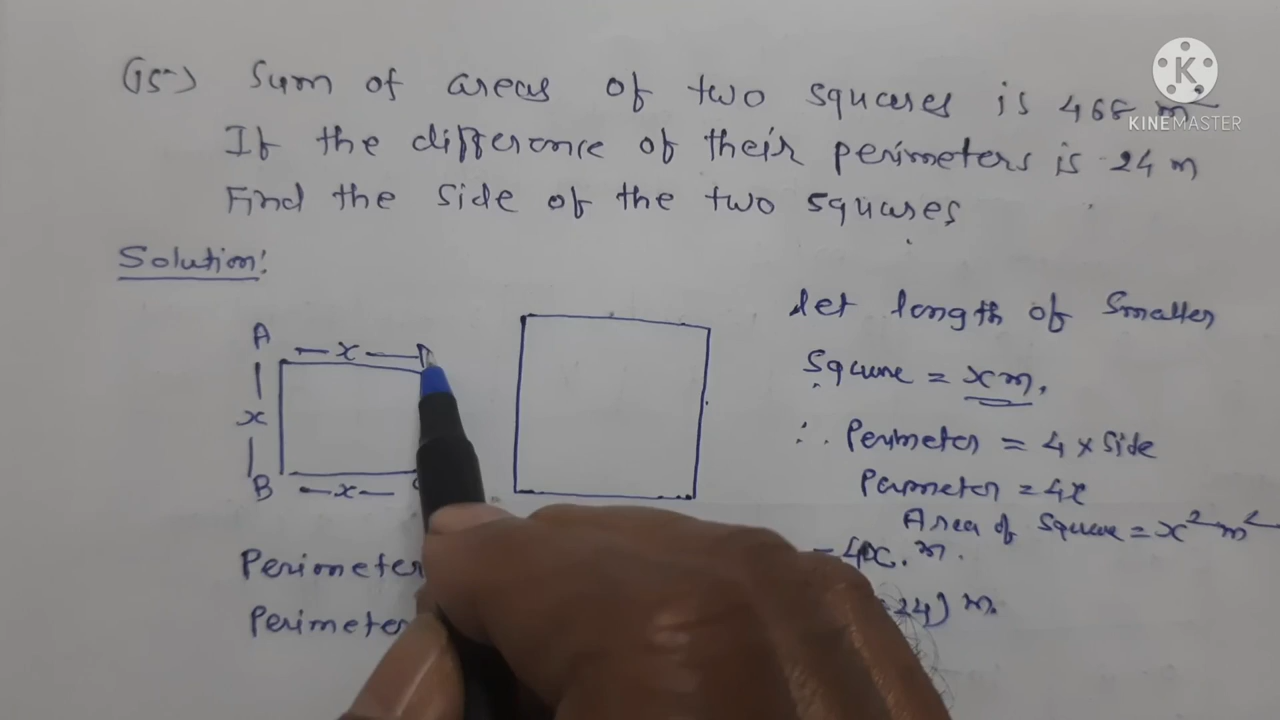 (15) Sum of areas of two squares is 468 m²
If the difference of their perimeters is 24 m
Find the side of the two squares
Solution:
let length of smaller
Square = x m.
∴ Perimeter = 4 × side
Perimeter = 4x
Area of square = x² m²
A
— x —
D
x
B
— x —
Perimeter
= 4x. m.
Perimeter
24) m.
K
KINEMASTER